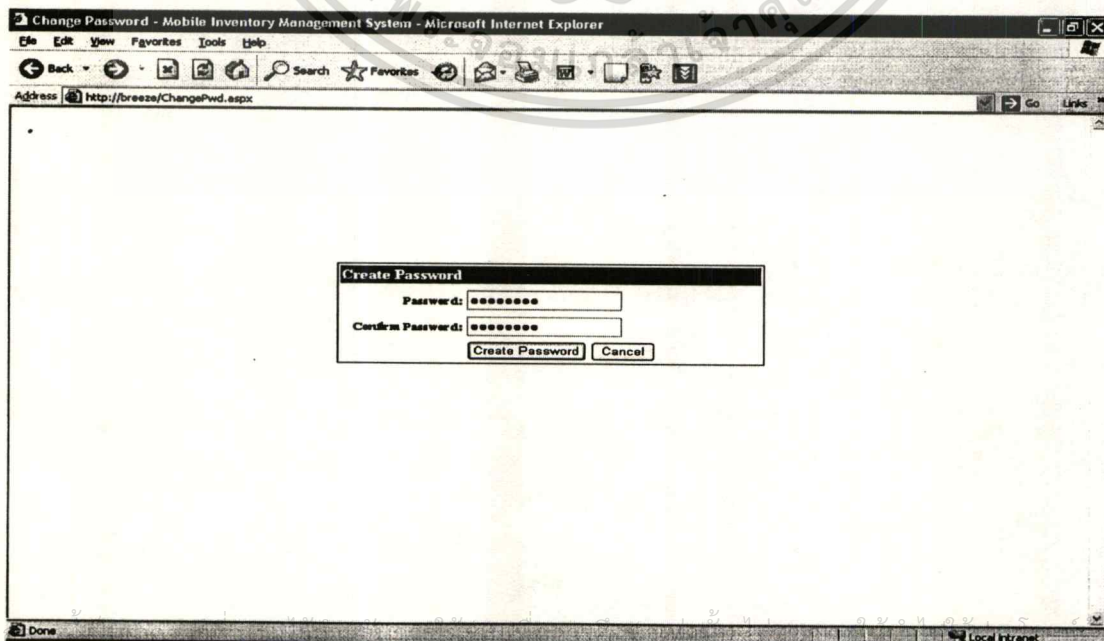 Change Password - Mobile Inventory Management System - Microsoft Internet Explorer
File Edit View Favorites Tools Help
Back Search Favorites
Address http://breeze/ChangePwd.aspx Go Links
Create Password
Password: ●●●●●●●●
Confirm Password: ●●●●●●●●
Create Password Cancel
Done Local intranet